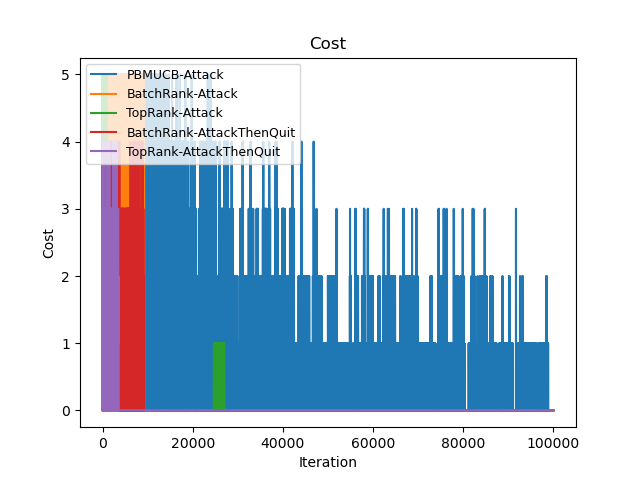 Cost
PBMUCB-Attack
BatchRank-Attack
TopRank-Attack
BatchRank-AttackThenQuit
TopRank-AttackThenQuit
5
4
3
2
1
0
Cost
0 20000 40000 60000 80000 100000
Iteration